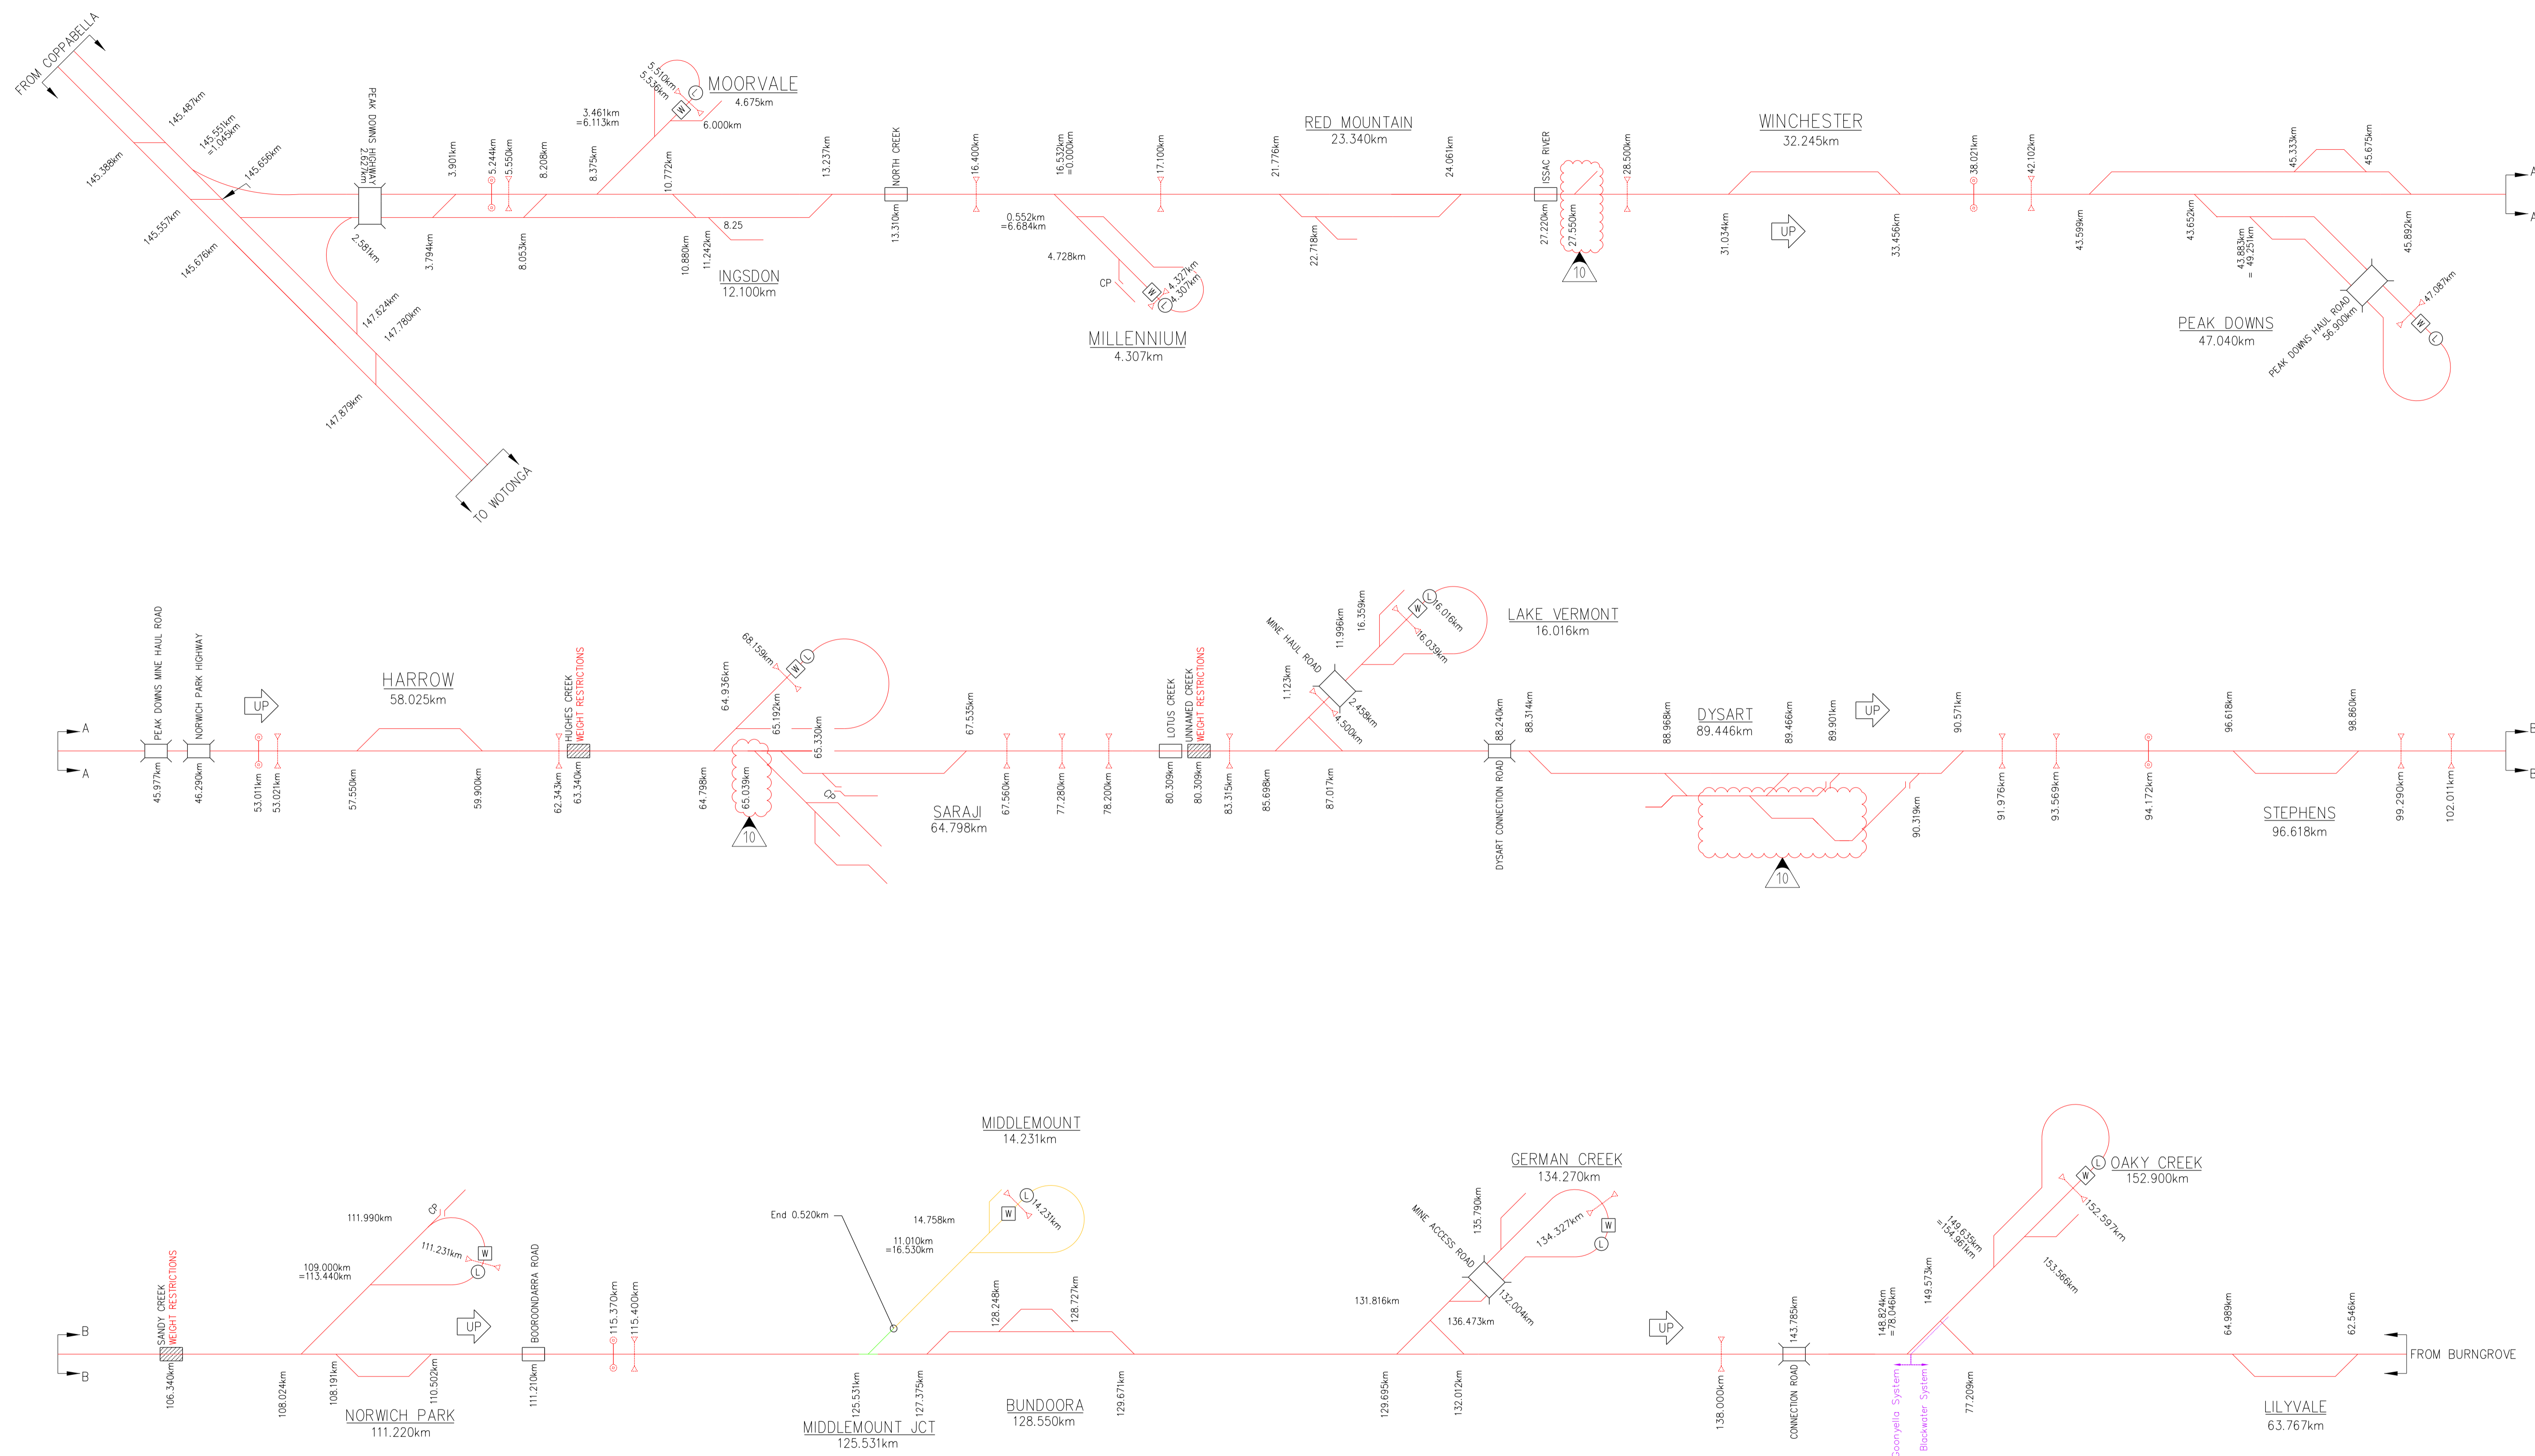 FROM COPPABELLA
145.487km
145.551km
=1.045km
145.656km
145.388km
145.557km
145.676km
147.624km
147.780km
147.879km
TO WOTONGA
PEAK DOWNS HIGHWAY
2.627km
2.581km
3.901km
3.794km
5.244km
5.550km
8.208km
8.053km
8.375km
3.461km
=6.113km
5.510km
5.536km
W
L
MOORVALE
4.675km
6.000km
10.772km
10.880km
11.242km
8.25
INGSDON
12.100km
13.237km
NORTH CREEK
13.310km
16.400km
16.532km
=0.000km
0.552km
=6.684km
4.728km
CP
W
L
4.327km
4.307km
MILLENNIUM
4.307km
17.100km
21.776km
22.718km
RED MOUNTAIN
23.340km
24.061km
ISSAC RIVER
27.220km
27.550km
10
28.500km
31.034km
UP
WINCHESTER
32.245km
33.456km
38.021km
42.102km
43.599km
43.652km
43.883km
= 49.251km
45.333km
45.675km
45.892km
PEAK DOWNS
47.040km
PEAK DOWNS HAUL ROAD
56.900km
47.087km
W
L
A
A
A
A
PEAK DOWNS MINE HAUL ROAD
45.977km
NORWICH PARK HIGHWAY
46.290km
UP
53.011km
53.021km
HARROW
58.025km
57.550km
59.900km
62.343km
HUGHES CREEK
WEIGHT RESTRICTIONS
63.340km
64.798km
64.936km
65.039km
10
65.192km
65.330km
68.159km
W
L
CP
67.535km
SARAJI
64.798km
67.560km
77.280km
78.200km
LOTUS CREEK
80.309km
UNNAMED CREEK
WEIGHT RESTRICTIONS
80.309km
83.315km
85.698km
1.123km
87.017km
MINE HAUL ROAD
2.458km
4.500km
11.996km
16.359km
W
L
16.016km
16.039km
LAKE VERMONT
16.016km
88.240km
DYSART CONNECTION ROAD
88.314km
88.968km
DYSART
89.446km
89.466km
89.901km
UP
90.319km
10
90.571km
91.976km
93.569km
94.172km
96.618km
98.860km
STEPHENS
96.618km
99.290km
102.011km
B
B
B
B
SANDY CREEK
WEIGHT RESTRICTIONS
106.340km
108.024km
108.191km
109.000km
=113.440km
111.990km
CP
111.231km
W
L
110.502km
NORWICH PARK
111.220km
UP
BOOROONDARRA ROAD
111.210km
115.370km
115.400km
End 0.520km
125.531km
MIDDLEMOUNT JCT
125.531km
MIDDLEMOUNT
14.231km
14.758km
11.010km
=16.530km
W
L
14.231km
127.375km
128.248km
128.727km
BUNDOORA
128.550km
129.671km
129.695km
131.816km
132.012km
136.473km
132.004km
MINE ACCESS ROAD
135.790km
GERMAN CREEK
134.270km
134.327km
W
L
UP
138.000km
143.785km
CONNECTION ROAD
148.824km
= 78.046km
149.573km
149.635km
=154.961km
153.566km
152.597km
W
L
OAKY CREEK
152.900km
Goonyella System
Blackwater System
77.209km
64.989km
62.546km
LILYVALE
63.767km
FROM BURNGROVE